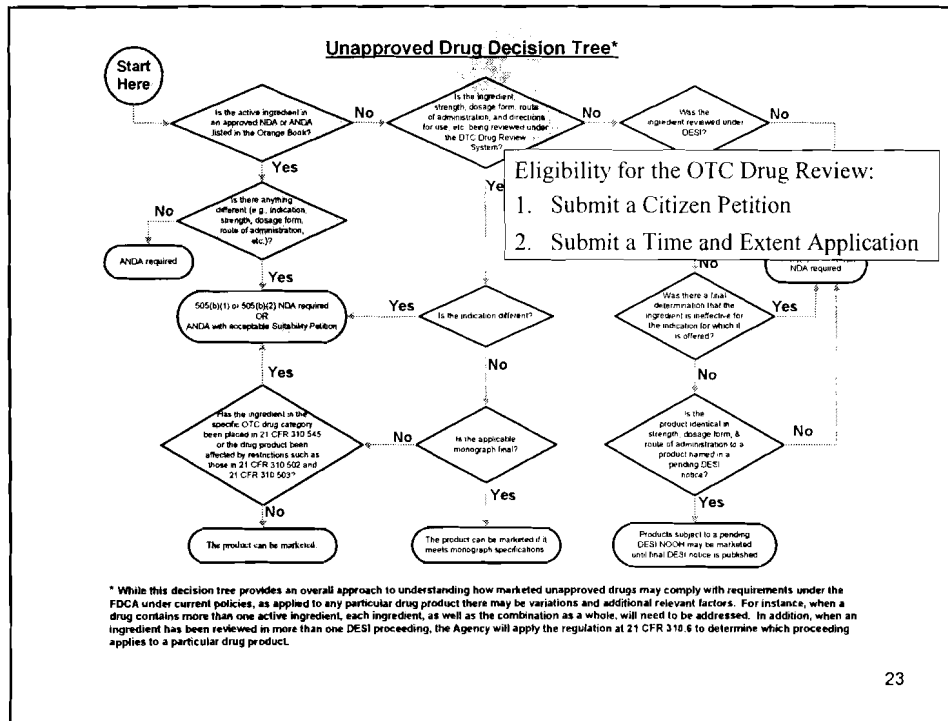 Unapproved Drug Decision Tree*
Start
Here
Is the active ingredient in
an approved NDA or ANDA
listed in the Orange Book?
No
Is the ingredient,
strength, dosage form, route
of administration, and directions
for use, etc. being reviewed under
the OTC Drug Review
System?
No
Was the
ingredient reviewed under
DESI?
No
Yes
Eligibility for the OTC Drug Review:
1. Submit a Citizen Petition
2. Submit a Time and Extent Application
Is there anything
different (e.g., indication,
strength, dosage form,
route of administration,
etc.)?
No
ANDA required
Yes
505(b)(1) or 505(b)(2) NDA required
OR
ANDA with acceptable Suitability Petition
Yes
Is the indication different?
No
NDA required
Was there a final
determination that the
ingredient is ineffective for
the indication for which it
is offered?
Yes
Yes
No
No
Has the ingredient in the
specific OTC drug category
been placed in 21 CFR 310 545
or the drug product been
affected by restrictions such as
those in 21 CFR 310 502 and
21 CFR 310 503?
No
Is the applicable
monograph final?
Is the
product identical in
strength, dosage form, &
route of administration to a
product named in a
pending DESI
notice?
No
No
Yes
Yes
The product can be marketed.
The product can be marketed if it
meets monograph specifications
Products subject to a pending
DESI NOOH may be marketed
until final DESI notice is published
* While this decision tree provides an overall approach to understanding how marketed unapproved drugs may comply with requirements under the
FDCA under current policies, as applied to any particular drug product there may be variations and additional relevant factors. For instance, when a
drug contains more than one active ingredient, each ingredient, as well as the combination as a whole, will need to be addressed. In addition, when an
ingredient has been reviewed in more than one DESI proceeding, the Agency will apply the regulation at 21 CFR 310.6 to determine which proceeding
applies to a particular drug product.
23